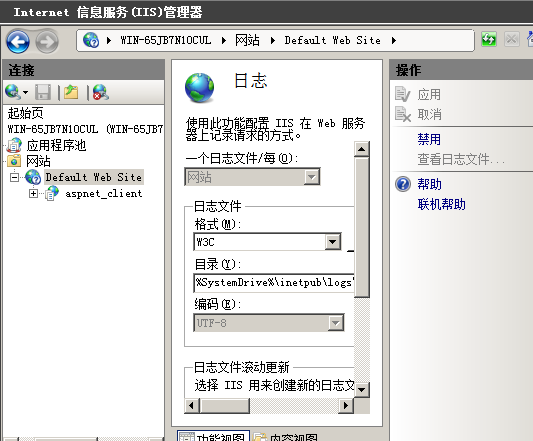 Internet 信息服务(IIS)管理器
WIN-65JB7N10CUL
网站
Default Web Site
连接
起始页
WIN-65JB7N10CUL (WIN-65JB7
应用程序池
网站
Default Web Site
aspnet_client
日志
使用此功能配置 IIS 在 Web 服务
器上记录请求的方式。
一个日志文件/每(O):
网站
日志文件
格式(M):
W3C
目录(Y):
%SystemDrive%\inetpub\logs\
编码(E):
UTF-8
日志文件滚动更新
选择 IIS 用来创建新的日志文
功能视图
内容视图
操作
应用
取消
禁用
查看日志文件...
帮助
联机帮助